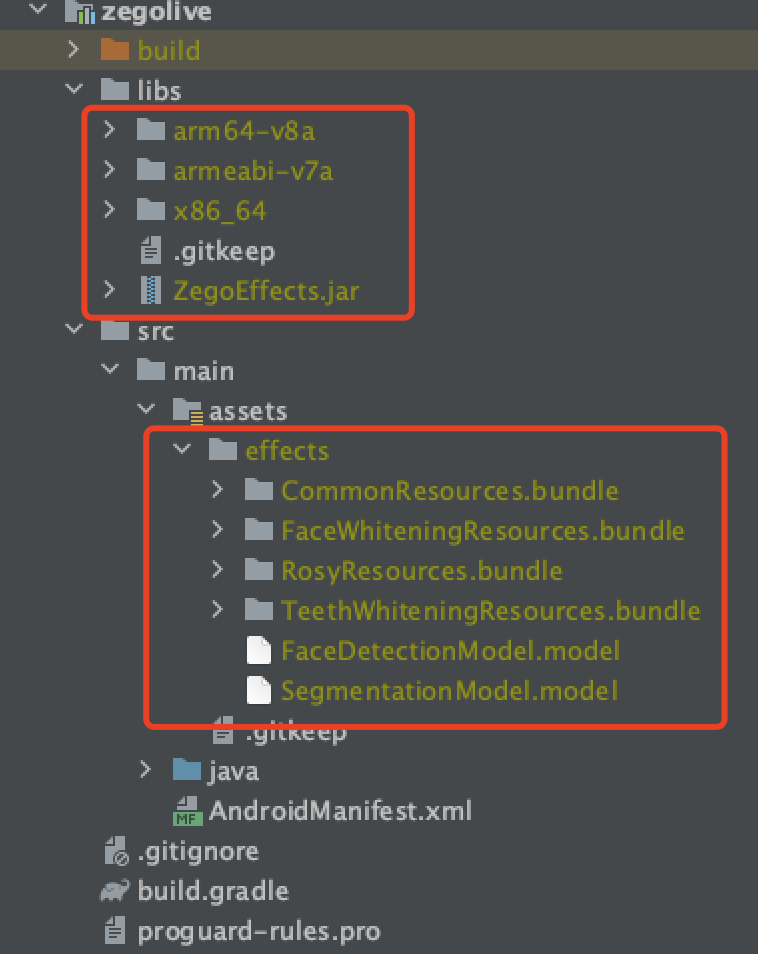 zegolive
build
libs
arm64-v8a
armeabi-v7a
x86_64
.gitkeep
ZegoEffects.jar
src
main
assets
effects
CommonResources.bundle
FaceWhiteningResources.bundle
RosyResources.bundle
TeethWhiteningResources.bundle
FaceDetectionModel.model
SegmentationModel.model
.gitkeep
java
MF AndroidManifest.xml
.gitignore
build.gradle
proguard-rules.pro